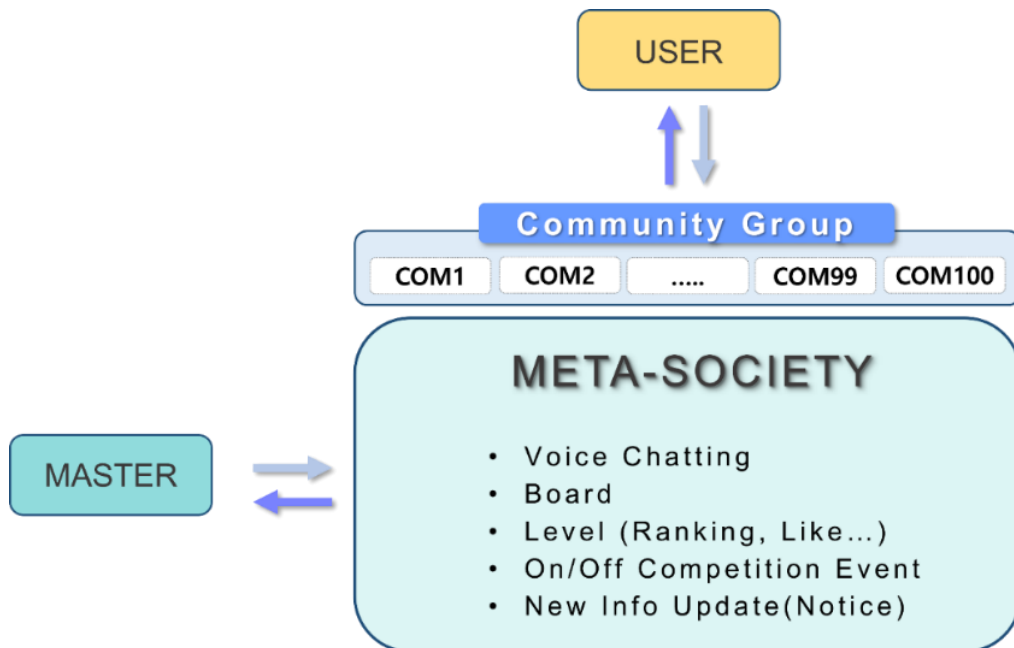 USER
Community Group
COM1 COM2 ..... COM99 COM100
META-SOCIETY
MASTER
• Voice Chatting
• Board
• Level (Ranking, Like...)
• On/Off Competition Event
• New Info Update(Notice)